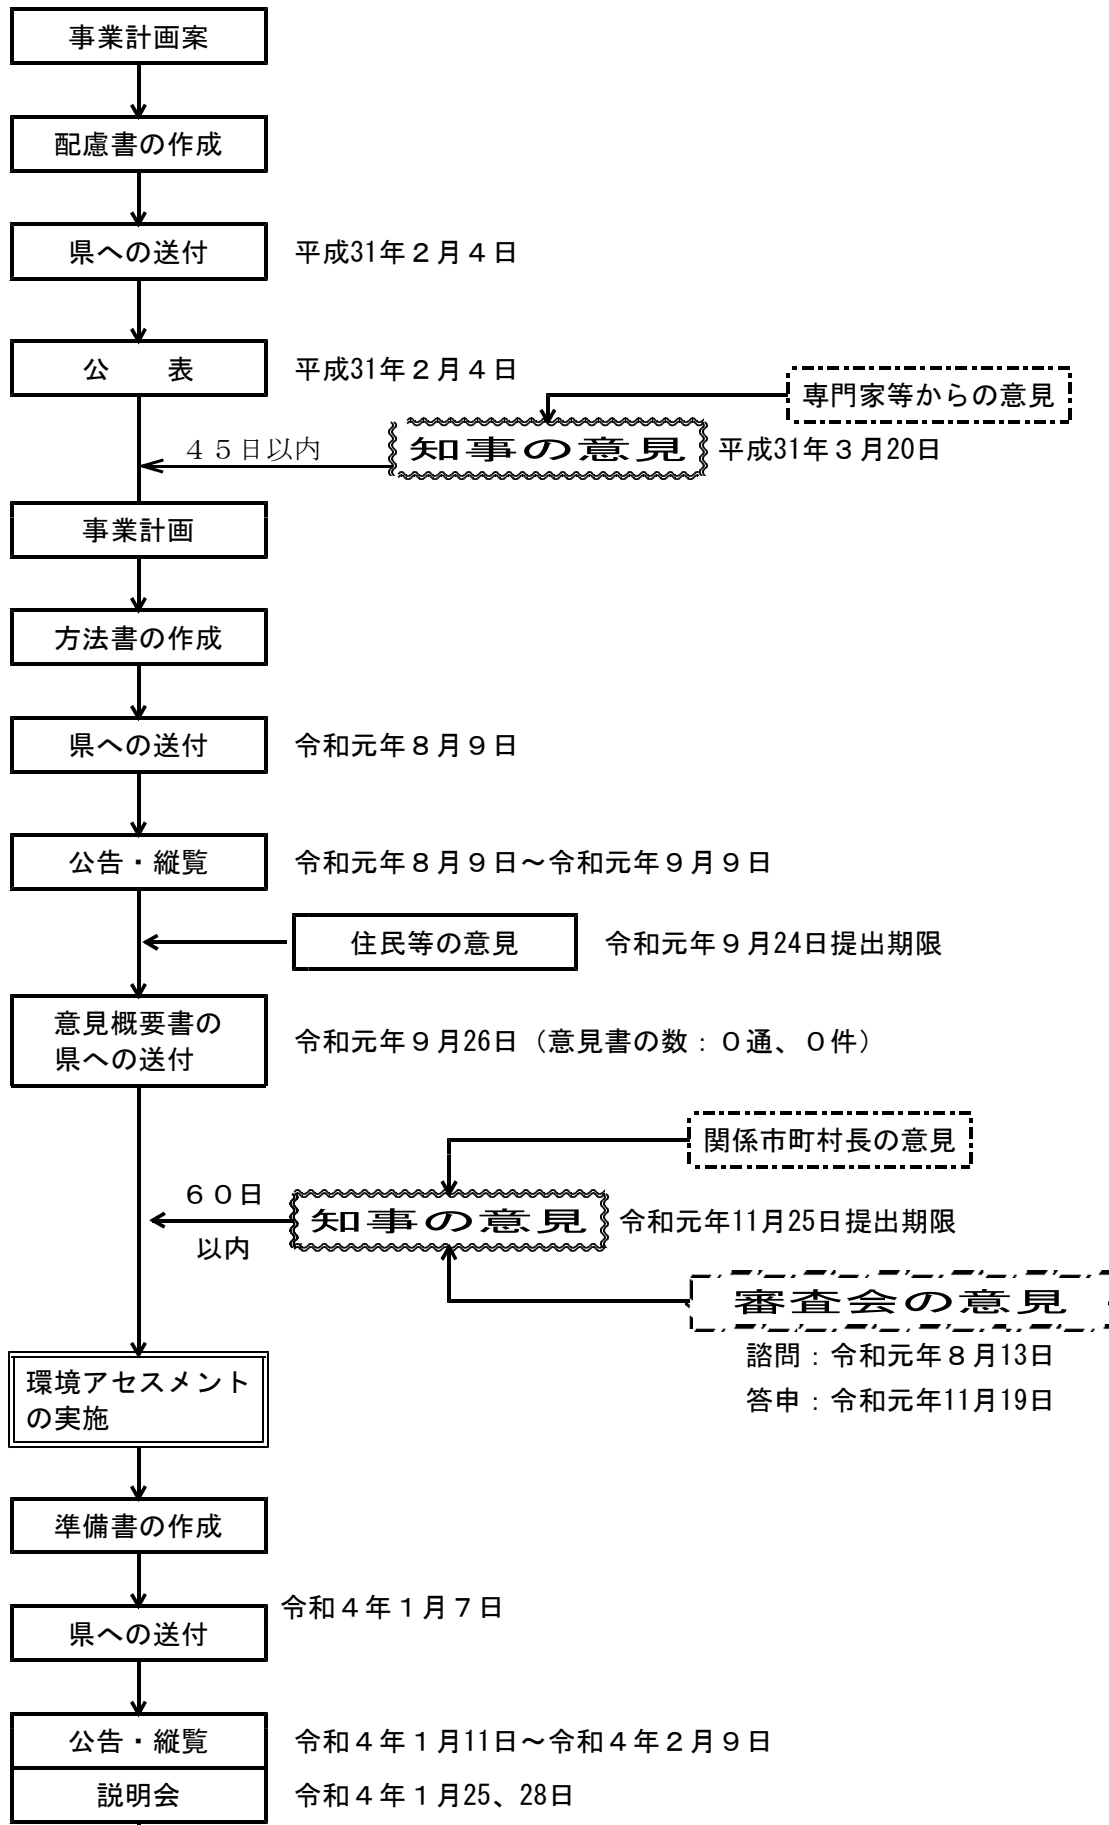 事業計画案
配慮書の作成
県への送付 平成31年２月４日
公　　表 平成31年２月４日
専門家等からの意見
４５日以内 知事の意見 平成31年３月20日
事業計画
方法書の作成
県への送付 令和元年８月９日
公告・縦覧 令和元年８月９日～令和元年９月９日
住民等の意見 令和元年９月24日提出期限
意見概要書の
県への送付
令和元年９月26日（意見書の数：０通、０件）
関係市町村長の意見
６０日
以内
知事の意見 令和元年11月25日提出期限
審査会の意見
諮問：令和元年８月13日
答申：令和元年11月19日
環境アセスメント
の実施
準備書の作成
令和４年１月７日
県への送付
公告・縦覧 令和４年１月11日～令和４年２月９日
説明会 令和４年１月25、28日